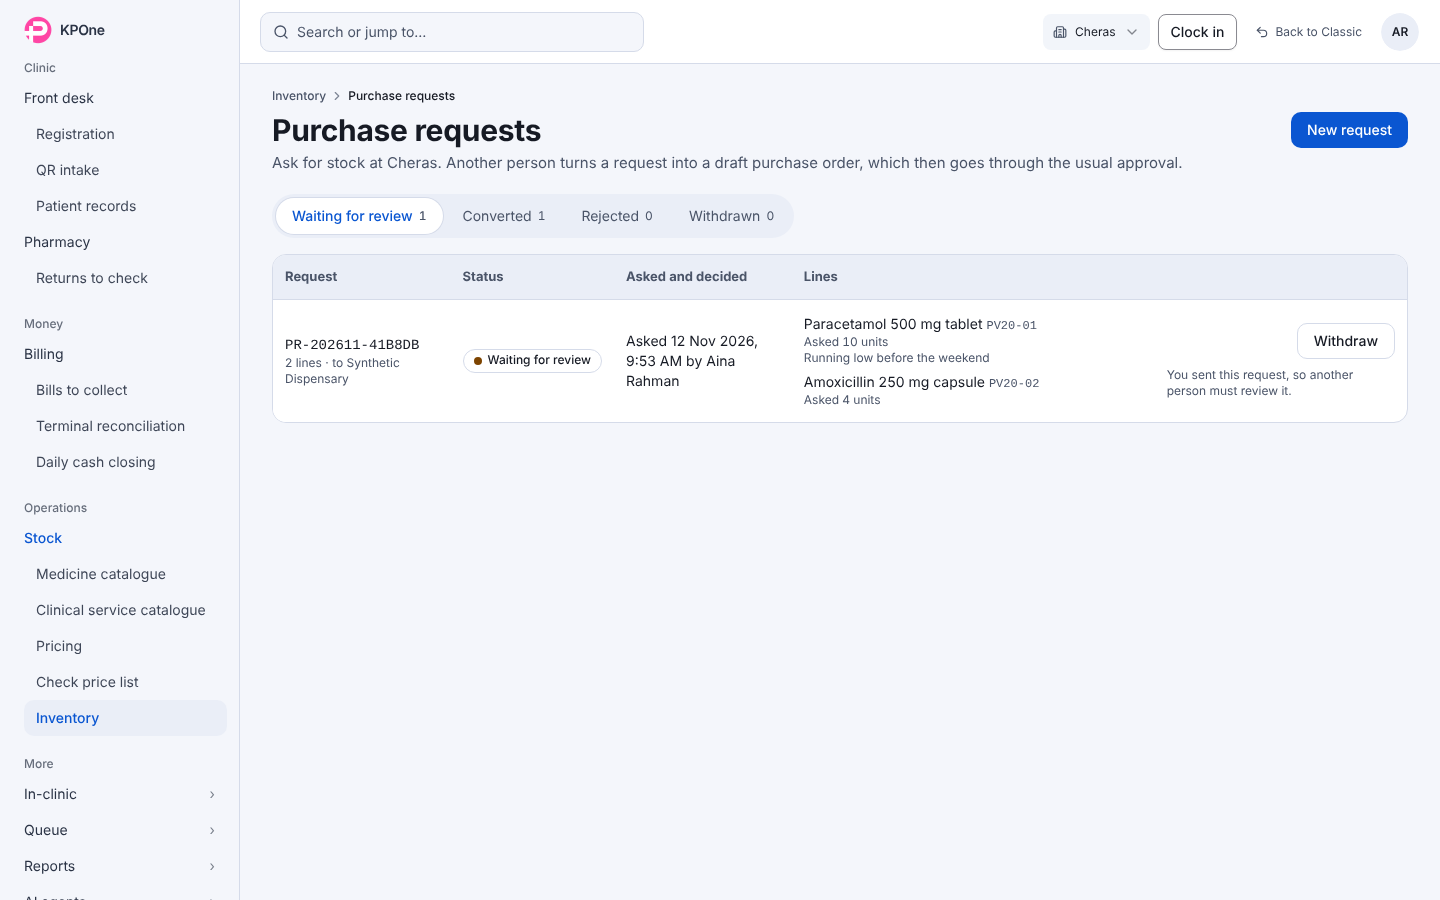 KPOne
Search or jump to...
Cheras
Clock in
Back to Classic
AR
Clinic
Front desk
Registration
QR intake
Patient records
Pharmacy
Returns to check
Money
Billing
Bills to collect
Terminal reconciliation
Daily cash closing
Operations
Stock
Medicine catalogue
Clinical service catalogue
Pricing
Check price list
Inventory
More
In-clinic
Queue
Reports
Inventory > Purchase requests
Purchase requests
New request
Ask for stock at Cheras. Another person turns a request into a draft purchase order, which then goes through the usual approval.
Waiting for review 1
Converted 1
Rejected 0
Withdrawn 0
Request Status Asked and decided Lines
PR-202611-41B8DB
2 lines · to Synthetic
Dispensary
Waiting for review
Asked 12 Nov 2026,
9:53 AM by Aina
Rahman
Paracetamol 500 mg tablet PV20-01
Asked 10 units
Running low before the weekend
Amoxicillin 250 mg capsule PV20-02
Asked 4 units
Withdraw
You sent this request, so another
person must review it.